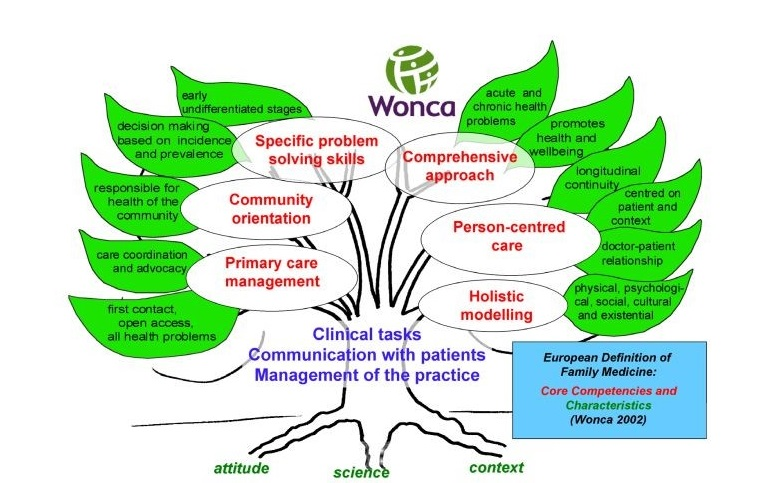 Wonca
early
undifferentiated stages
decision making
based on incidence
and prevalence
responsible for
health of the
community
care coordination
and advocacy
first contact,
open access,
all health problems
Specific problem
solving skills
Community
orientation
Primary care
management
Comprehensive
approach
Person-centred
care
Holistic
modelling
acute and
chronic health
problems
promotes
health and
wellbeing
longitudinal
continuity
centred on
patient and
context
doctor-patient
relationship
physical, psychologi-
cal, social, cultural
and existential
Clinical tasks
Communication with patients
Management of the practice
European Definition of
Family Medicine:
Core Competencies and
Characteristics
(Wonca 2002)
attitude
science
context